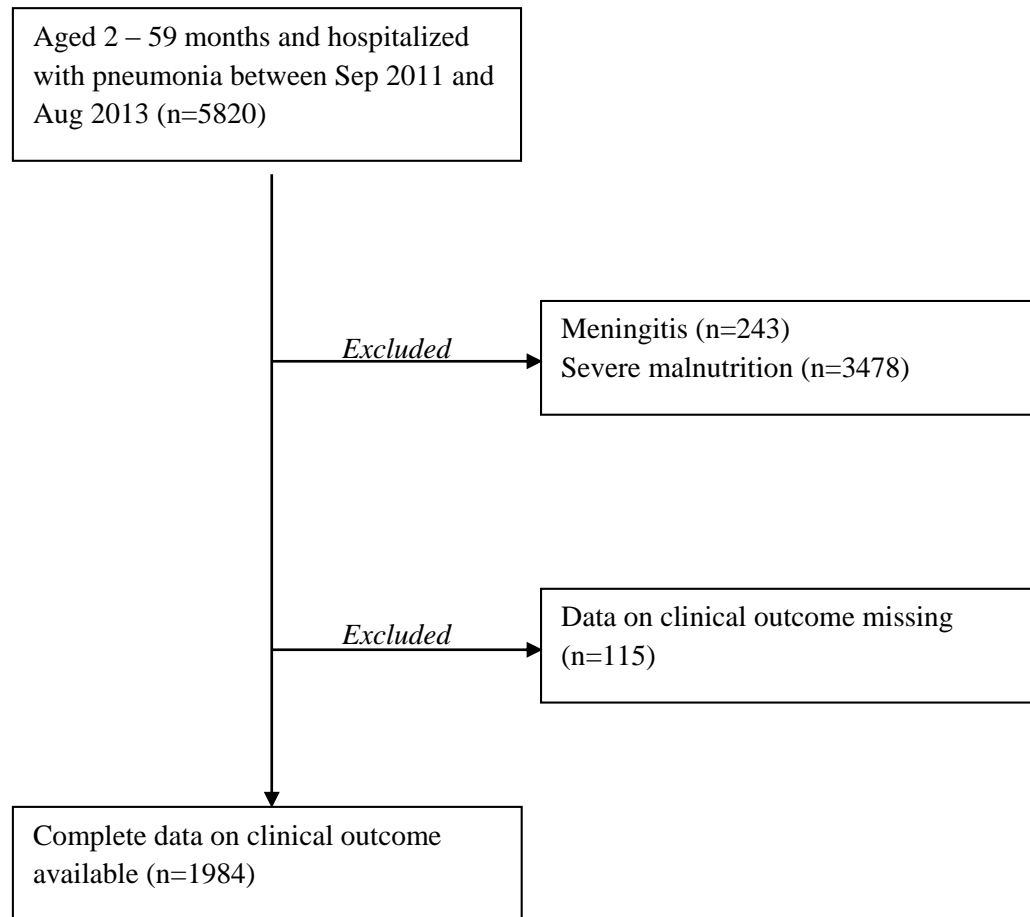 Aged 2 – 59 months and hospitalized
with pneumonia between Sep 2011 and
Aug 2013 (n=5820)
Excluded
Meningitis (n=243)
Severe malnutrition (n=3478)
Excluded
Data on clinical outcome missing
(n=115)
Complete data on clinical outcome
available (n=1984)